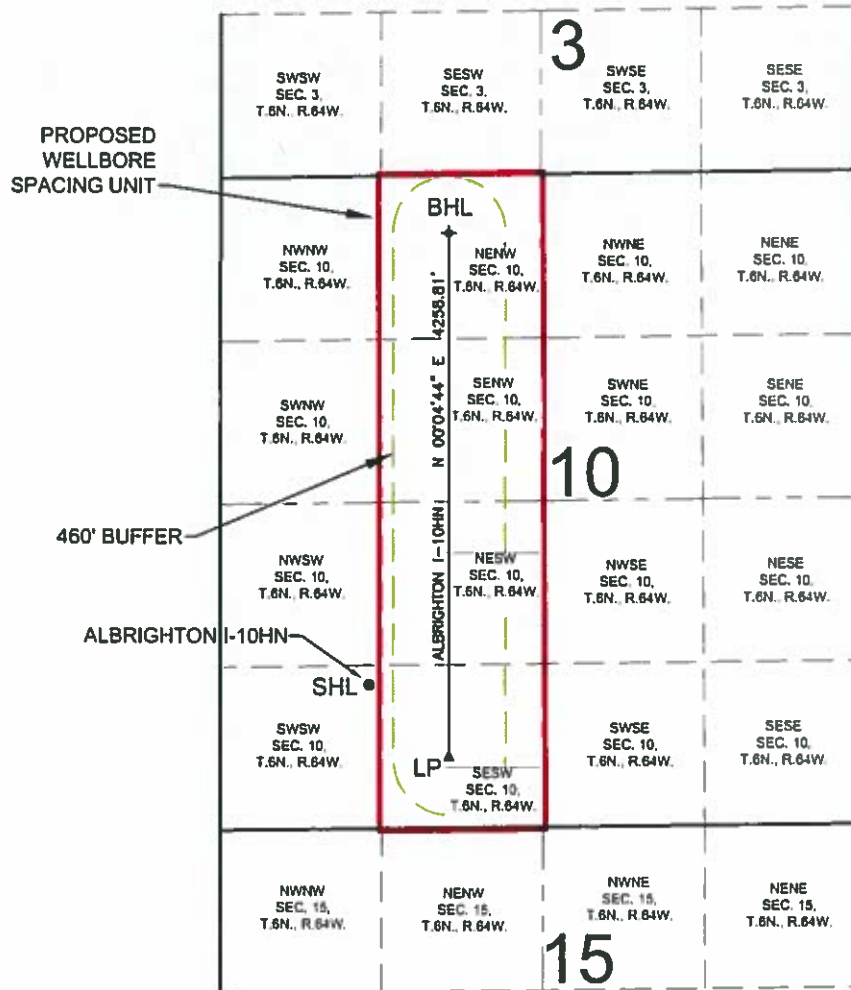 3
SWSW
SEC. 3,
T.6N., R.64W.
SESW
SEC. 3,
T.6N., R.64W.
SWSE
SEC. 3,
T.6N., R.64W.
SESE
SEC. 3,
T.6N., R.64W.
PROPOSED
WELLBORE
SPACING UNIT
BHL
NWNW
SEC. 10,
T.6N., R.64W.
NENW
SEC. 10,
T.6N., R.64W.
NWNE
SEC. 10,
T.6N., R.64W.
NENE
SEC. 10,
T.6N., R.64W.
ALBRIGHTON I-10HN N 00°04'44" E 4258.81'
SWNW
SEC. 10,
T.6N., R.64W.
SENW
SEC. 10,
T.6N., R.64W.
SWNE
SEC. 10,
T.6N., R.64W.
SENE
SEC. 10,
T.6N., R.64W.
10
460' BUFFER
NWSW
SEC. 10,
T.6N., R.64W.
NESW
SEC. 10,
T.6N., R.64W.
NWSE
SEC. 10,
T.6N., R.64W.
NESE
SEC. 10,
T.6N., R.64W.
ALBRIGHTON I-10HN
SHL
SWSW
SEC. 10,
T.6N., R.64W.
LP
SESW
SEC. 10,
T.6N., R.64W.
SWSE
SEC. 10,
T.6N., R.64W.
SESE
SEC. 10,
T.6N., R.64W.
NWNW
SEC. 15,
T.6N., R.64W.
NENW
SEC. 15,
T.6N., R.64W.
NWNE
SEC. 15,
T.6N., R.64W.
NENE
SEC. 15,
T.6N., R.64W.
15